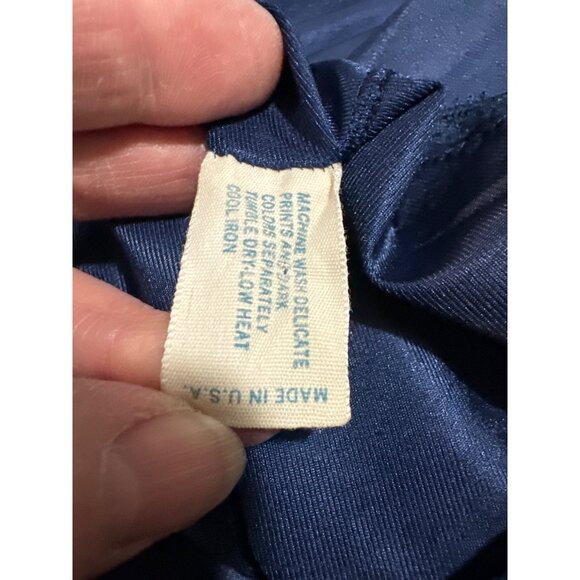 MACHINE WASH DELICATE
PRINTS AND DARK
COLORS SEPARATELY
TUMBLE DRY-LOW HEAT
COOL IRON
MADE IN U.S.A.